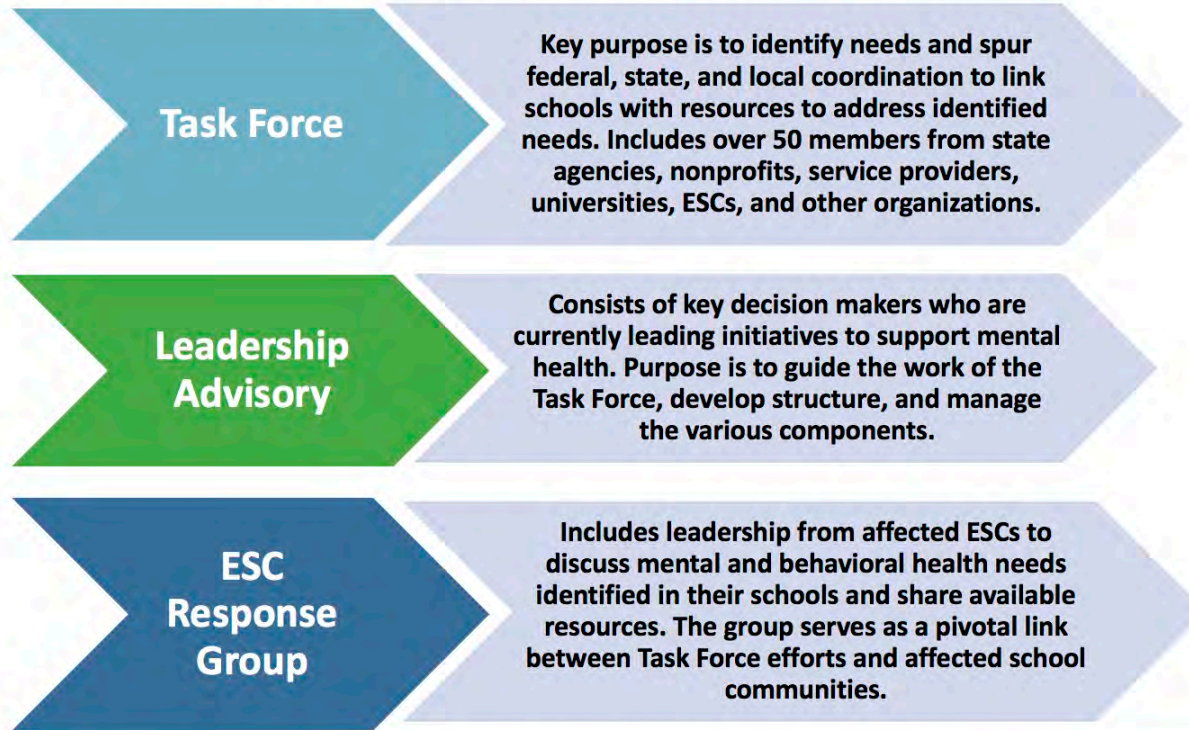 Task Force
Key purpose is to identify needs and spur
federal, state, and local coordination to link
schools with resources to address identified
needs. Includes over 50 members from state
agencies, nonprofits, service providers,
universities, ESCs, and other organizations.
Leadership
Advisory
Consists of key decision makers who are
currently leading initiatives to support mental
health. Purpose is to guide the work of the
Task Force, develop structure, and manage
the various components.
ESC
Response
Group
Includes leadership from affected ESCs to
discuss mental and behavioral health needs
identified in their schools and share available
resources. The group serves as a pivotal link
between Task Force efforts and affected school
communities.